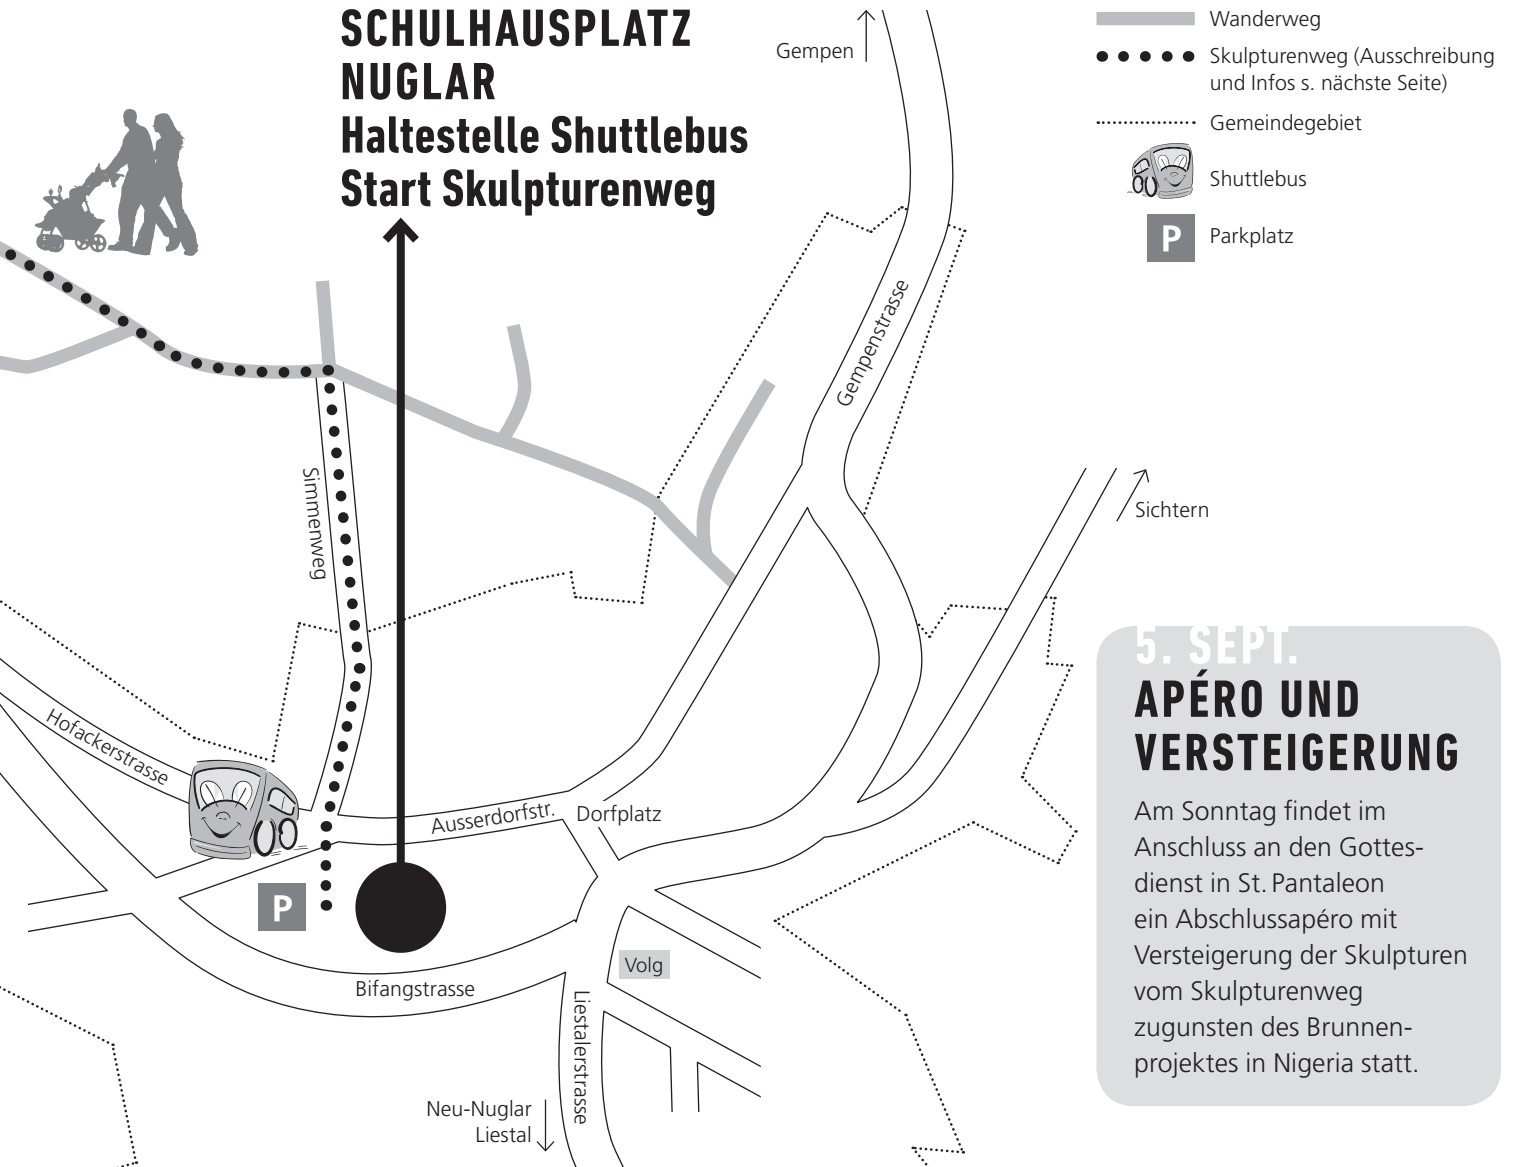 SCHULHAUSPLATZ
NUGLAR
Haltestelle Shuttlebus
Start Skulpturenweg
Gempen
Wanderweg
Skulpturenweg (Ausschreibung
und Infos s. nächste Seite)
Gemeindegebiet
Shuttlebus
P
Parkplatz
Gempenstrasse
Simmenweg
Sichtern
Hofackerstrasse
Ausserdorfstr.
Dorfplatz
P
Volg
Bifangstrasse
Liestalerstrasse
Neu-Nuglar
Liestal
5. SEPT.
APÉRO UND
VERSTEIGERUNG
Am Sonntag findet im
Anschluss an den Gottes-
dienst in St. Pantaleon
ein Abschlussapéro mit
Versteigerung der Skulpturen
vom Skulpturenweg
zugunsten des Brunnen-
projektes in Nigeria statt.